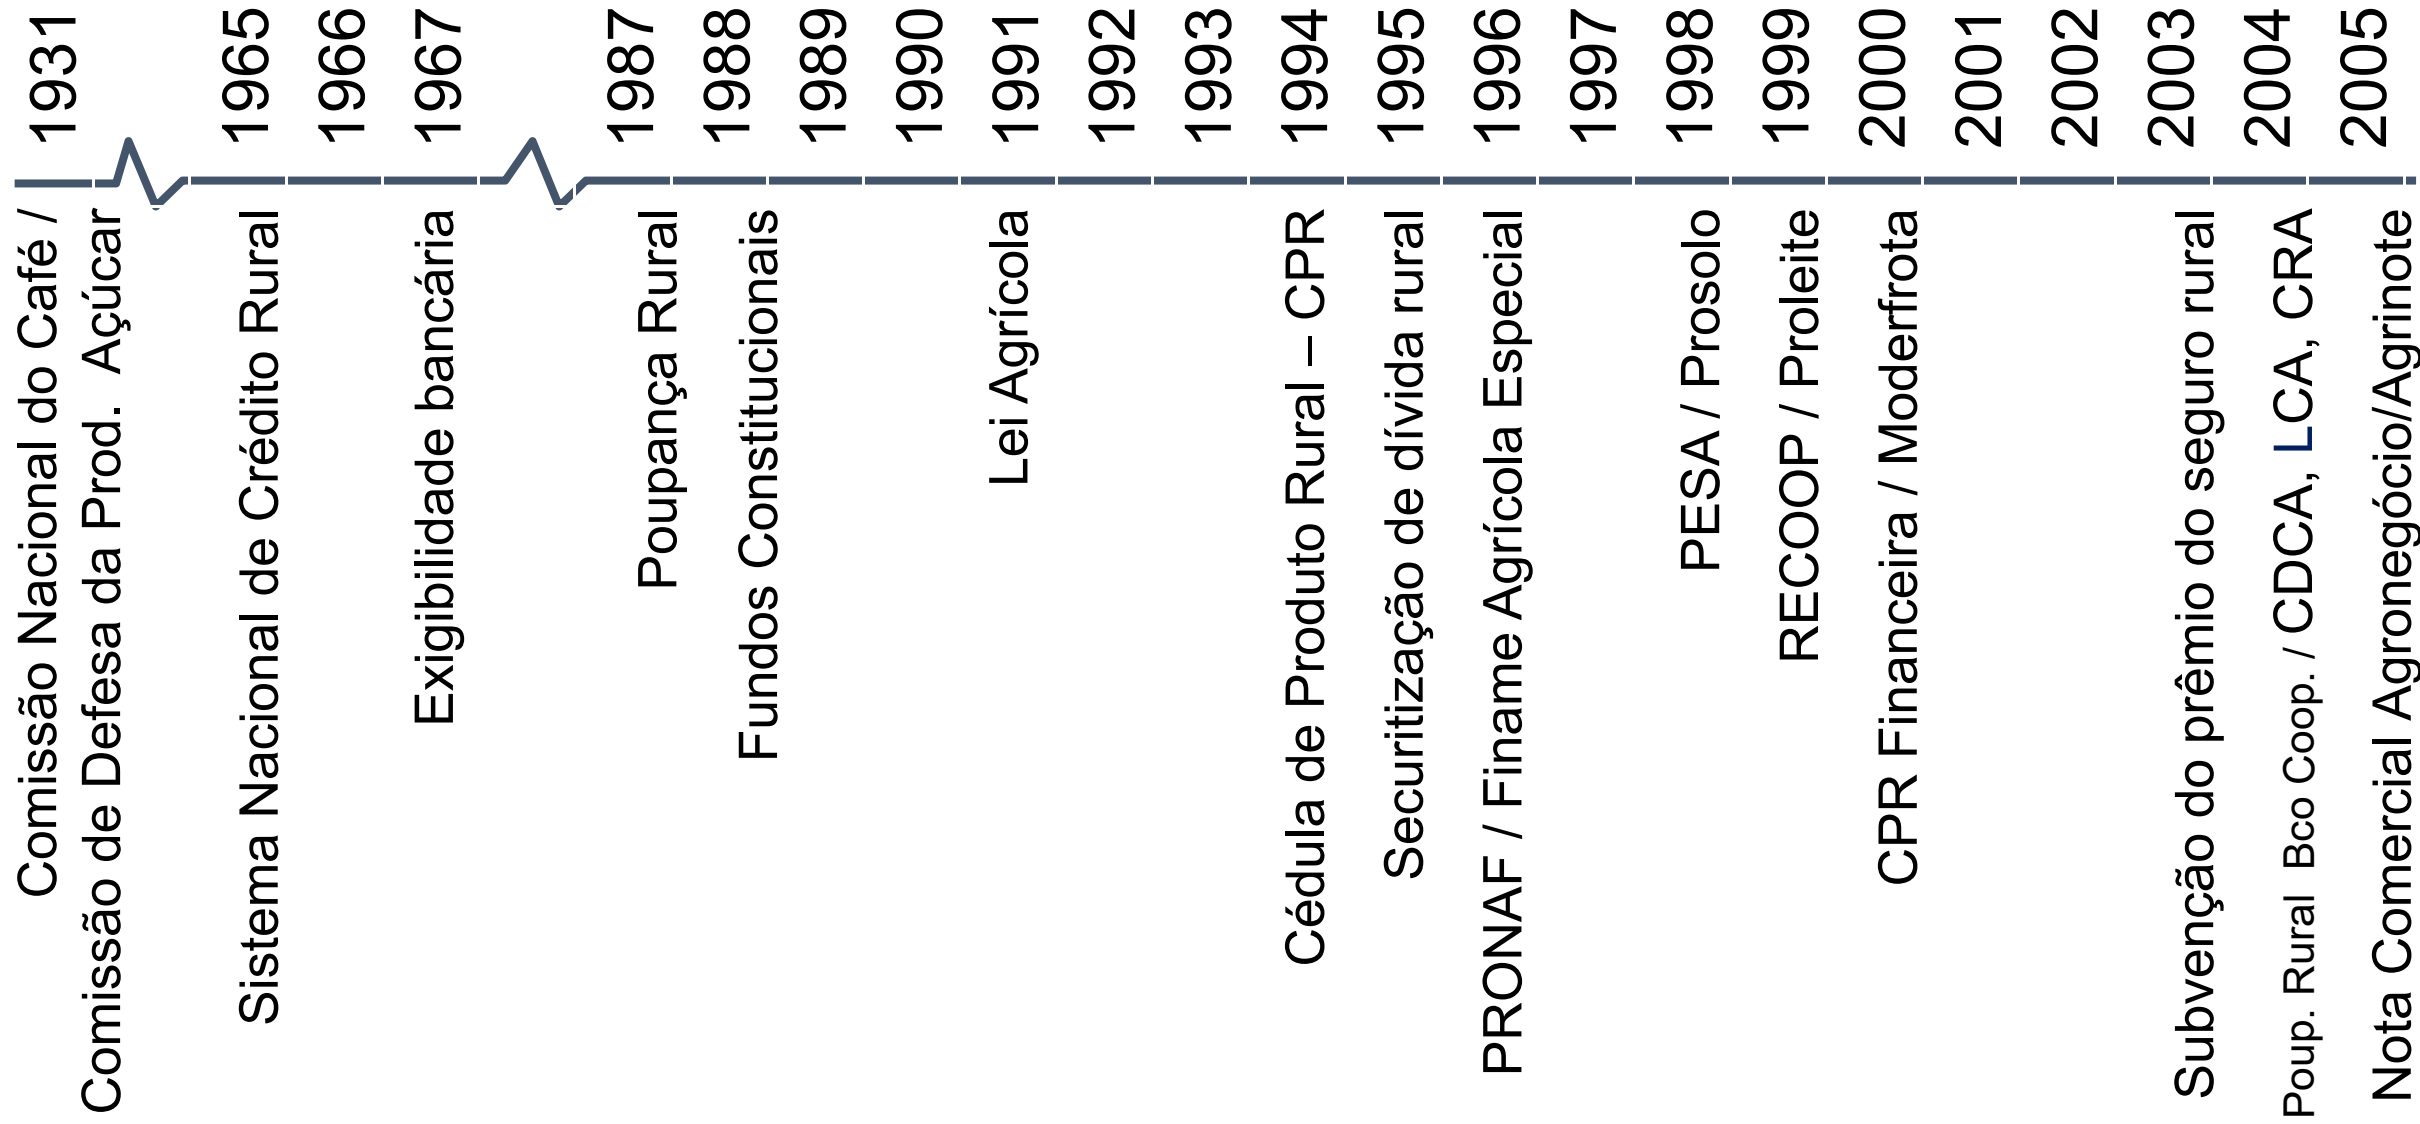 1931
1965
1966
1967
1987
1988
1989
1990
1991
1992
1993
1994
1995
1996
1997
1998
1999
2000
2001
2002
2003
2004
2005
Comissão Nacional do Café /
Comissão de Defesa da Prod. Açúcar
Sistema Nacional de Crédito Rural
Exigibilidade bancária
Poupança Rural
Fundos Constitucionais
Lei Agrícola
Cédula de Produto Rural – CPR
Securitização de dívida rural
PRONAF / Finame Agrícola Especial
PESA / Prosolo
RECOOP / Proleite
CPR Financeira / Moderfrota
Subvenção do prêmio do seguro rural
Poup. Rural Bco Coop. / CDCA, LCA, CRA
Nota Comercial Agronegócio/Agrinote